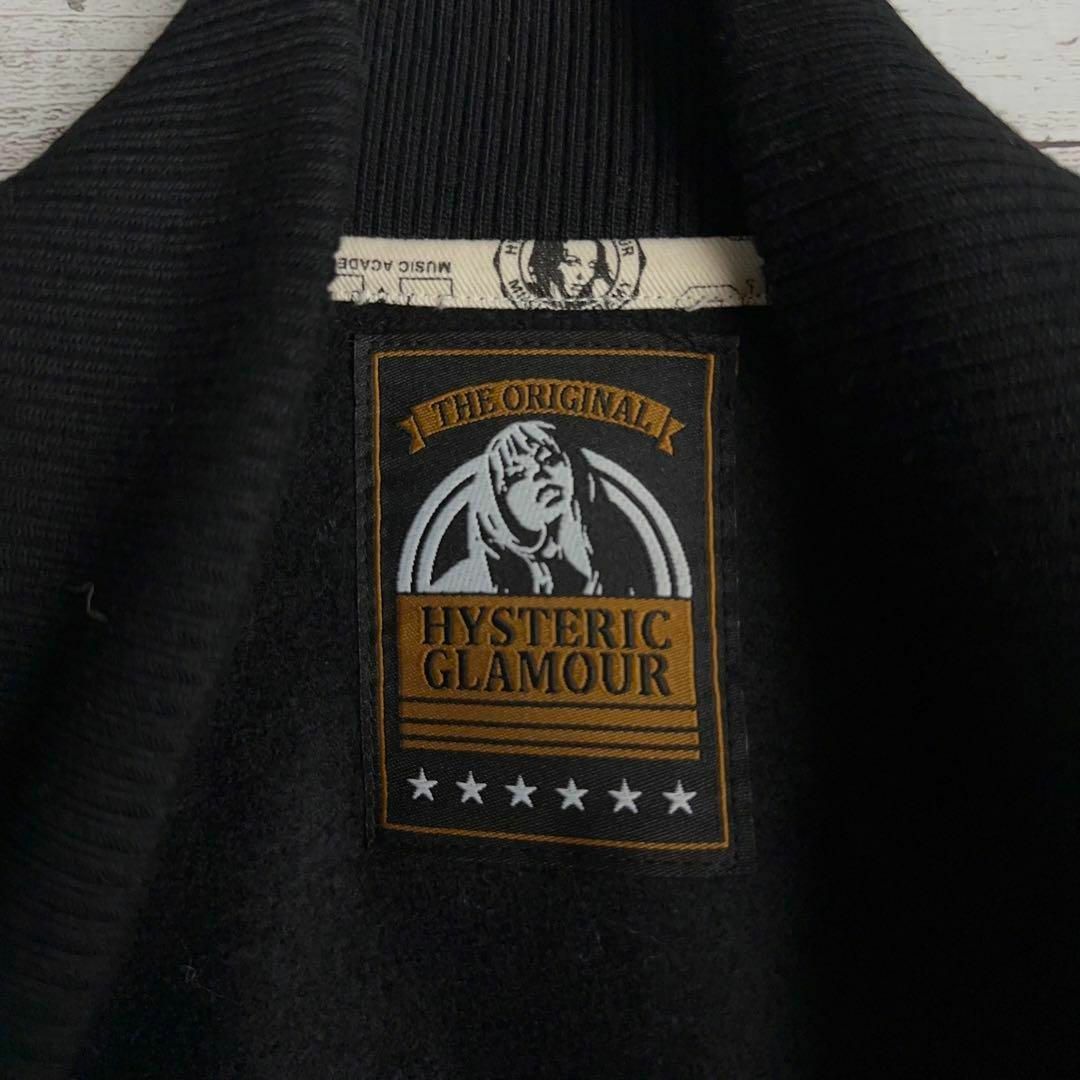 MUSIC ACADE
THE ORIGINAL
HYSTERIC
GLAMOUR